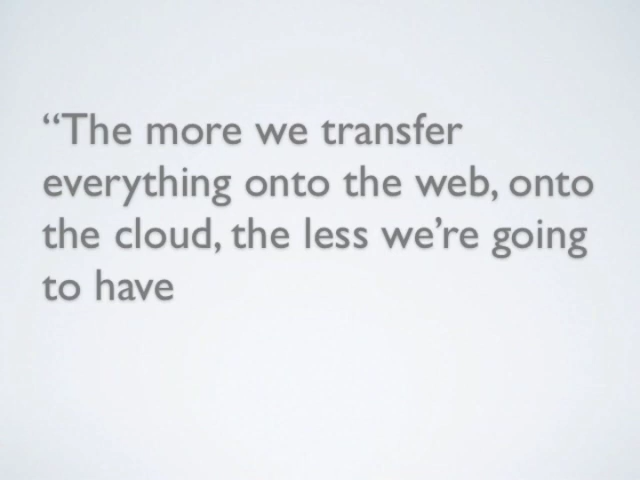 “The more we transfer
everything onto the web, onto
the cloud, the less we’re going
to have